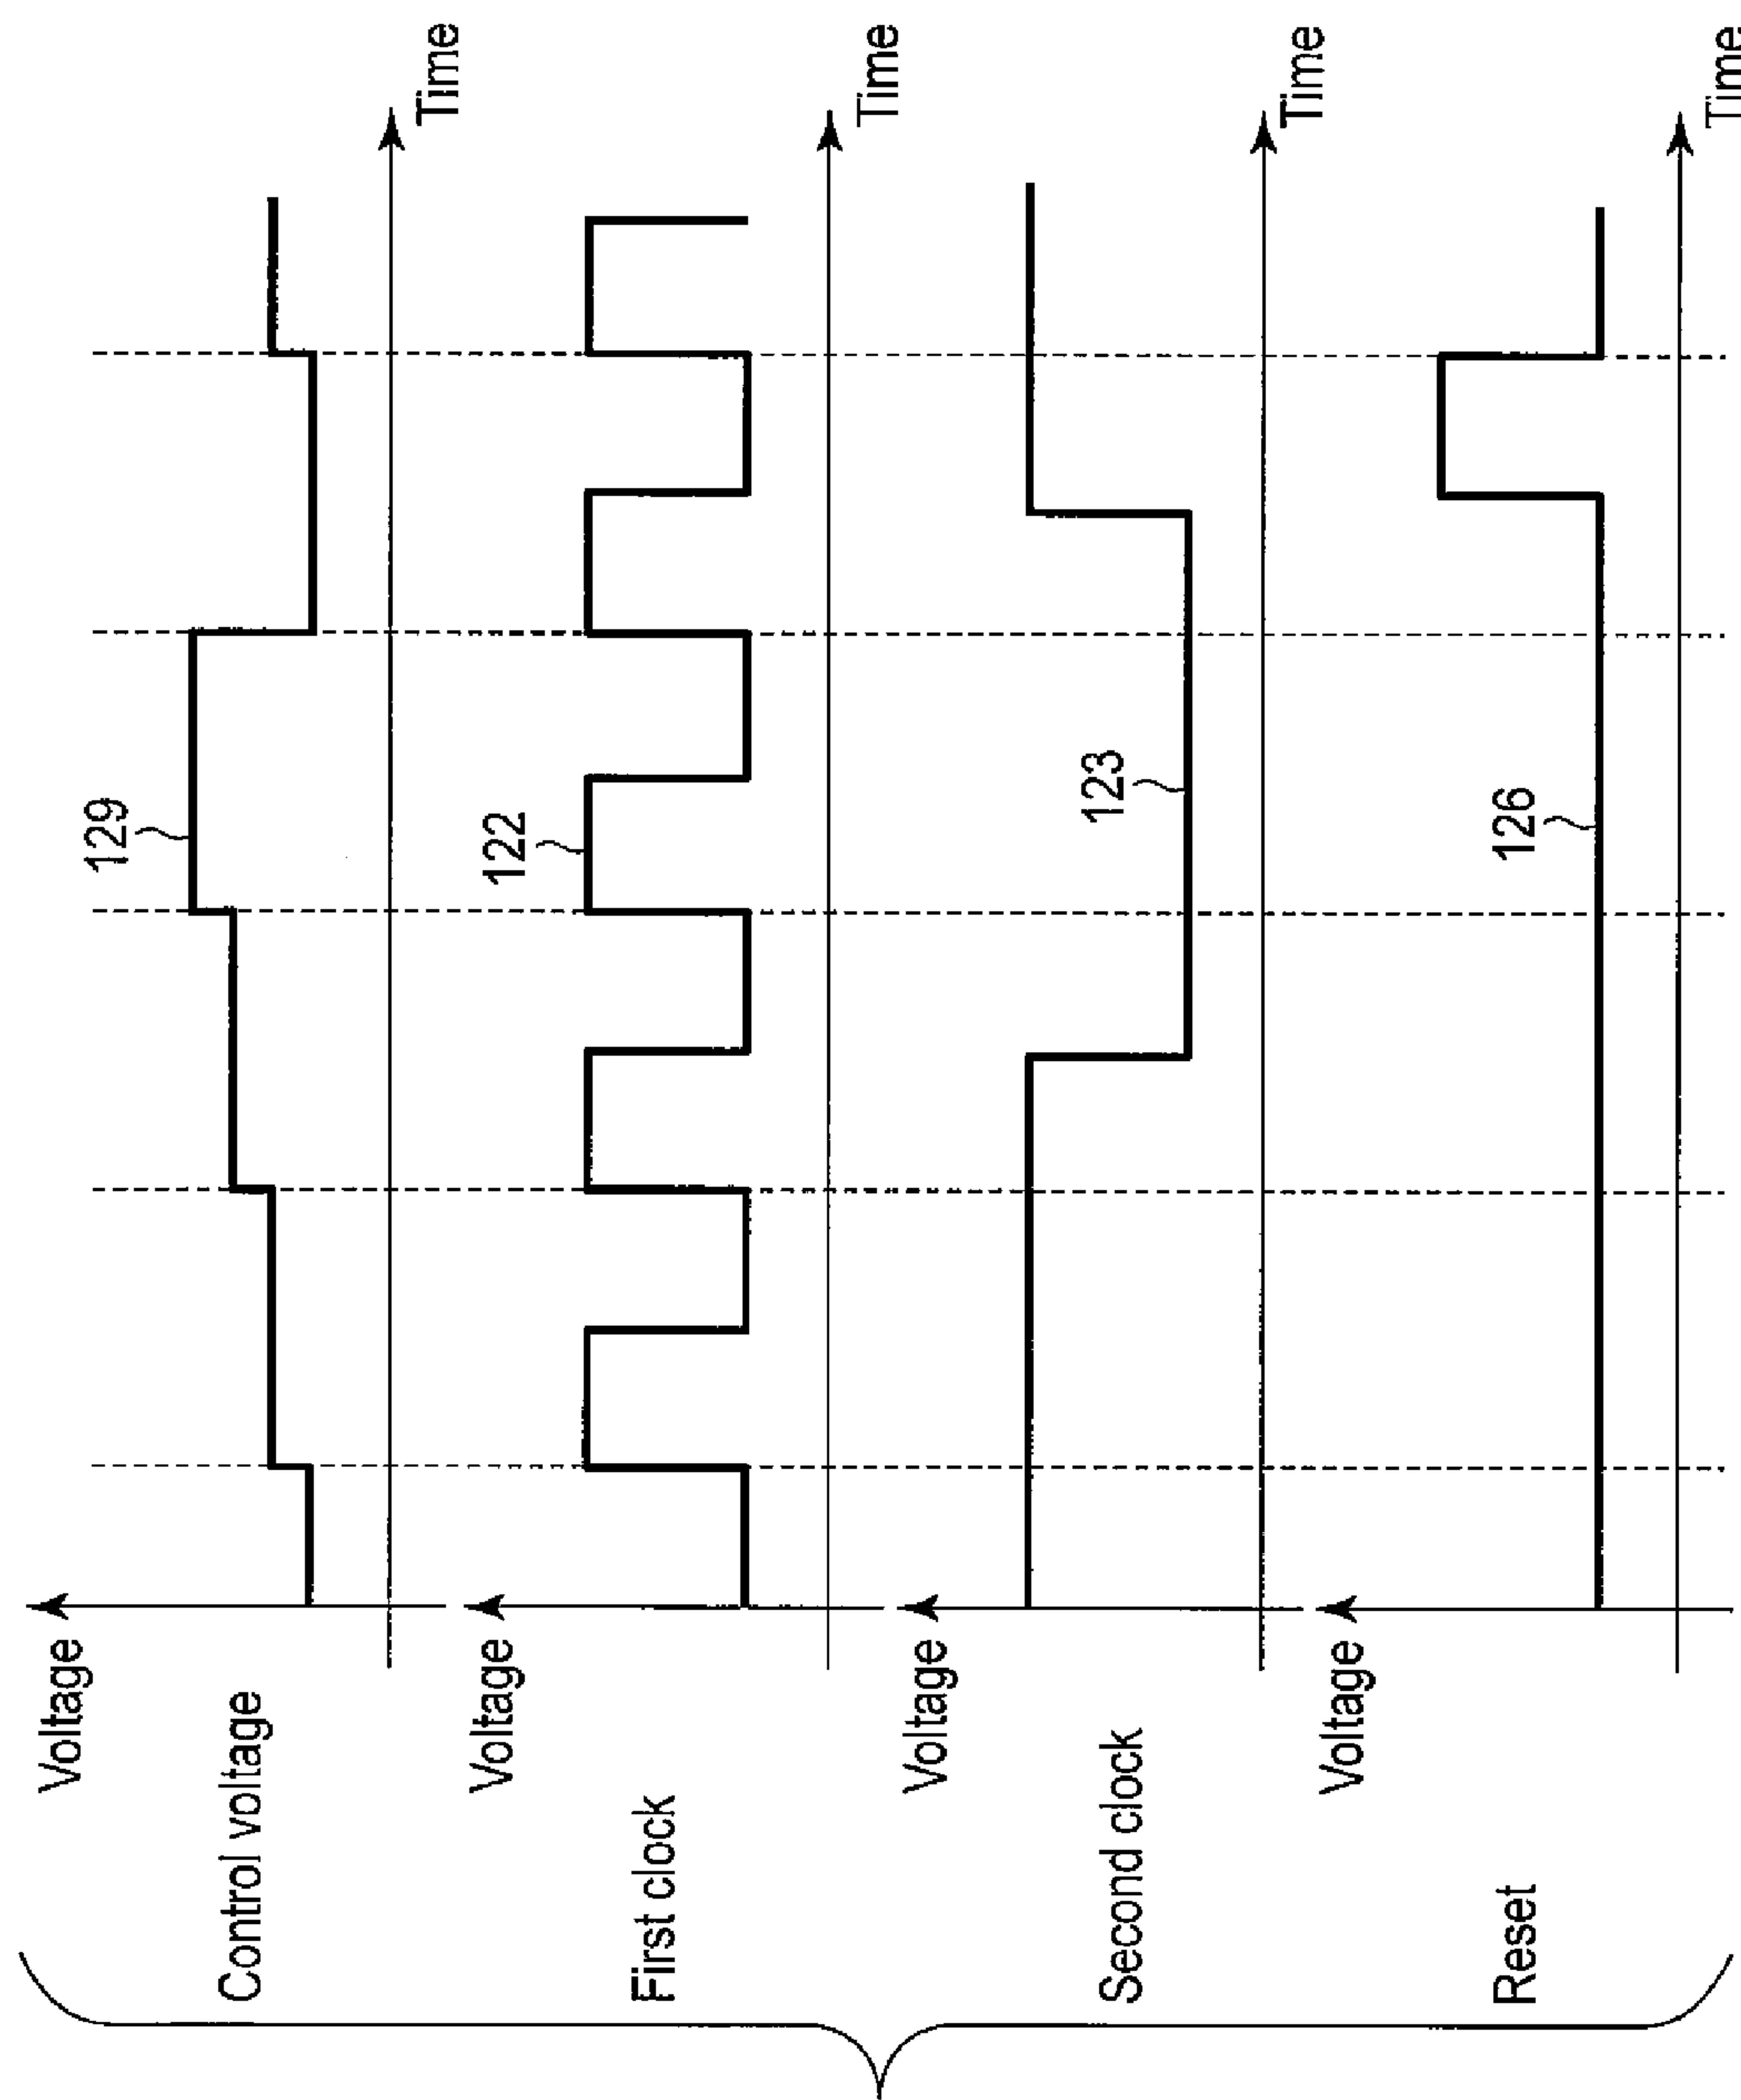 Voltage
Control voltage
129
Time
Voltage
First clock
122
Time
Voltage
Second clock
123
Time
Voltage
Reset
126
Time